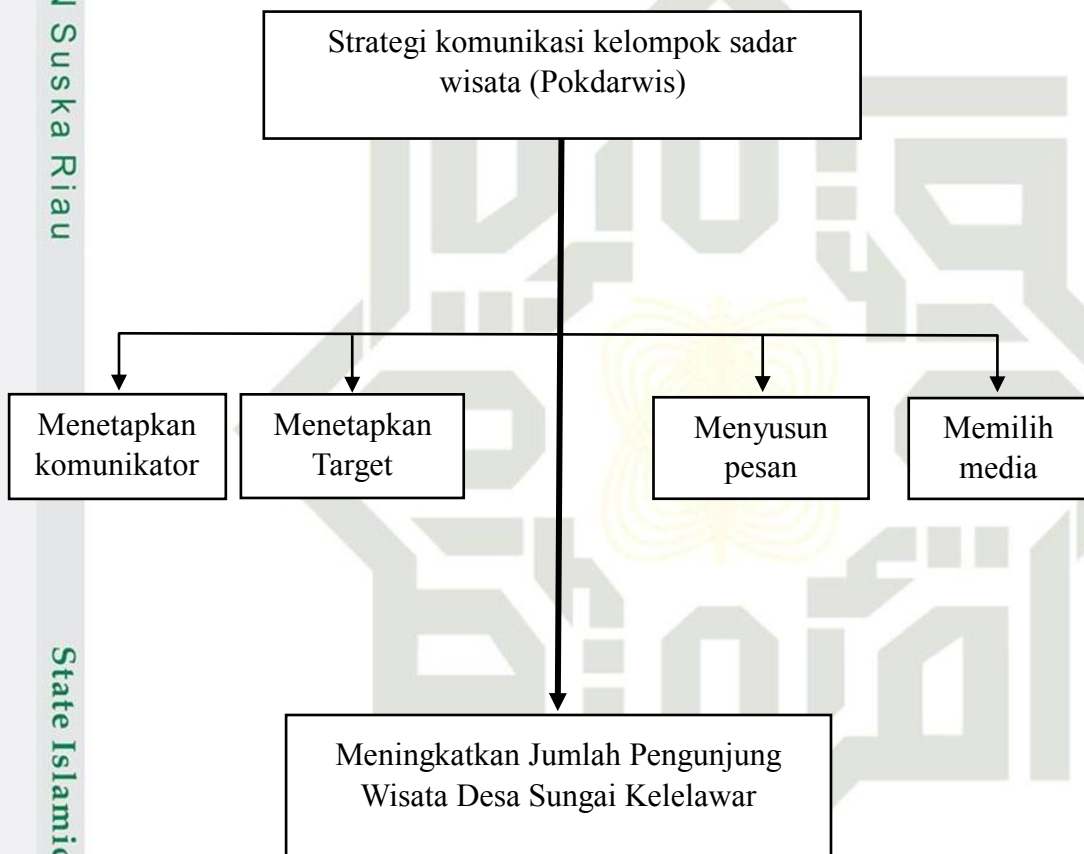 Suska Riau
Strategi komunikasi kelompok sadar
wisata (Pokdarwis)
Menetapkan
komunikator
Menetapkan
Target
Menyusun
pesan
Memilih
media
Meningkatkan Jumlah Pengunjung
Wisata Desa Sungai Kelelawar
State Islamic